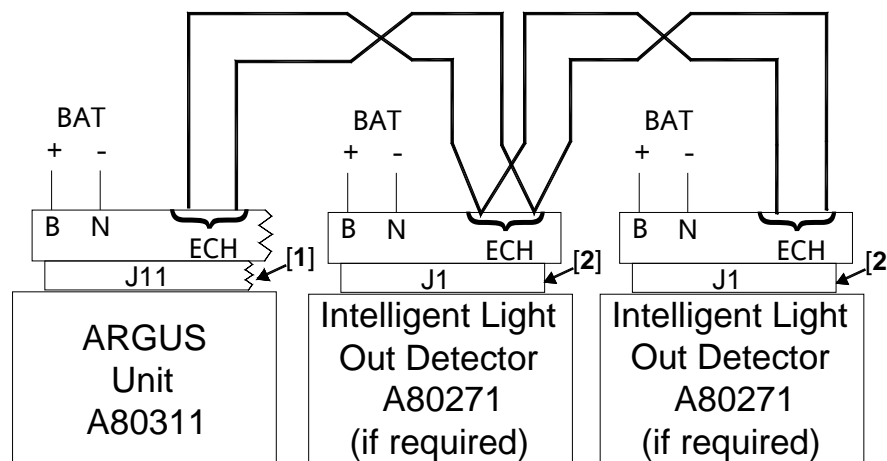 BAT
+ -
B N
ECH
J11
[1]
ARGUS
Unit
A80311
BAT
+ -
B N
ECH
J1
[2]
Intelligent Light
Out Detector
A80271
(if required)
BAT
+ -
B N
ECH
J1
[2
Intelligent Light
Out Detector
A80271
(if required)